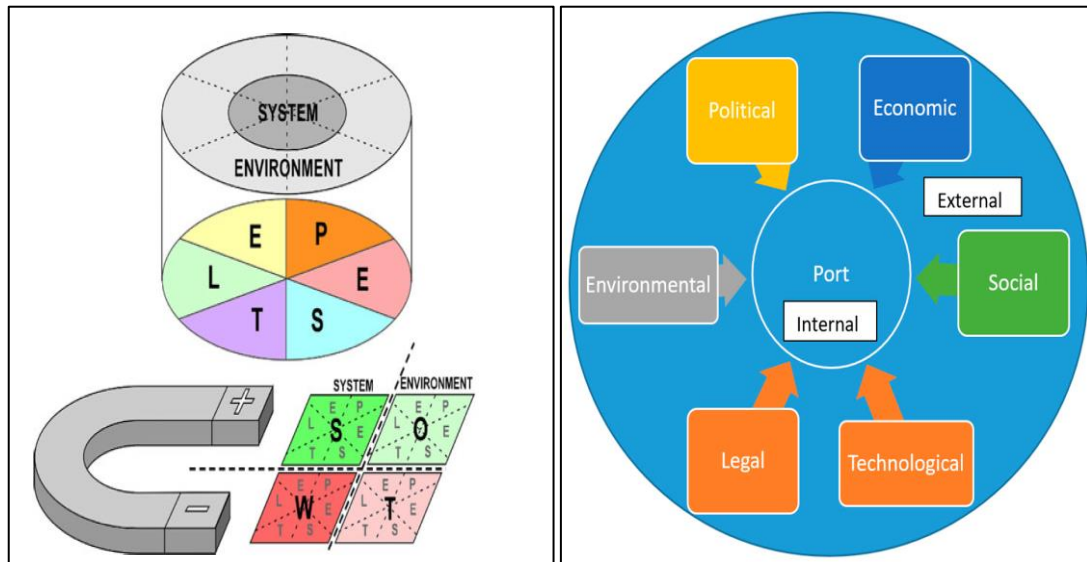 SYSTEM
ENVIRONMENT
E P
L E
T S
+
-
SYSTEM ENVIRONMENT
E P
L S E
T S
E P
L O E
T S
E P
L W E
T S
E P
L T E
T S
Political
Economic
External
Environmental
Port
Social
Internal
Legal
Technological